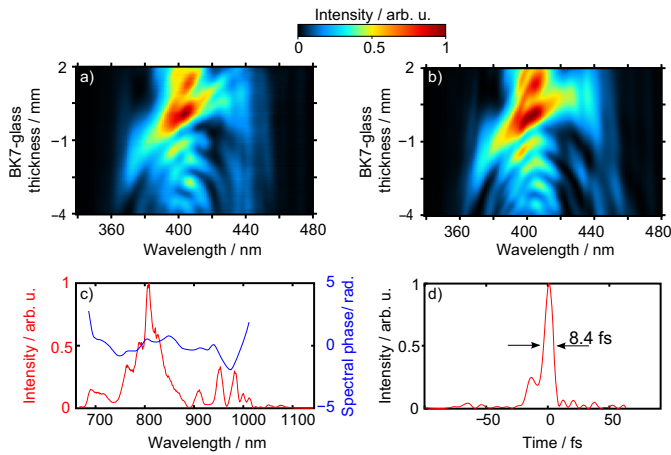 Intensity / arb. u.
0 0.5 1
a)
BK7-glass
thickness / mm
2
−1
−4
360 400 440 480
Wavelength / nm
b)
BK7-glass
thickness / mm
2
−1
−4
360 400 440 480
Wavelength / nm
c)
Intensity / arb. u.
1
0.5
0
Spectral phase/ rad.
5
0
−5
700 800 900 1000 1100
Wavelength / nm
d)
Intensity / arb. u.
1
0.5
0
8.4 fs
−50 0 50
Time / fs